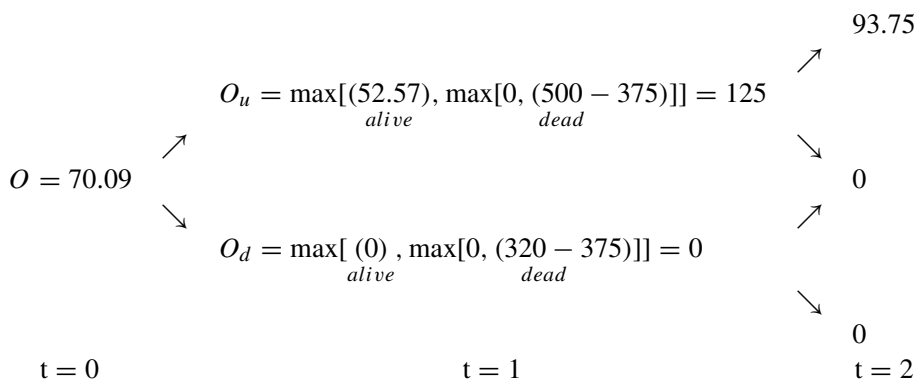 93.75
↗
O_u = max[(52.57), max[0, (500 − 375)]] = 125
alive dead
↗ ↘
O = 70.09 0
↘ ↗
O_d = max[ (0) , max[0, (320 − 375)]] = 0
alive dead
↘
0
t = 0 t = 1 t = 2